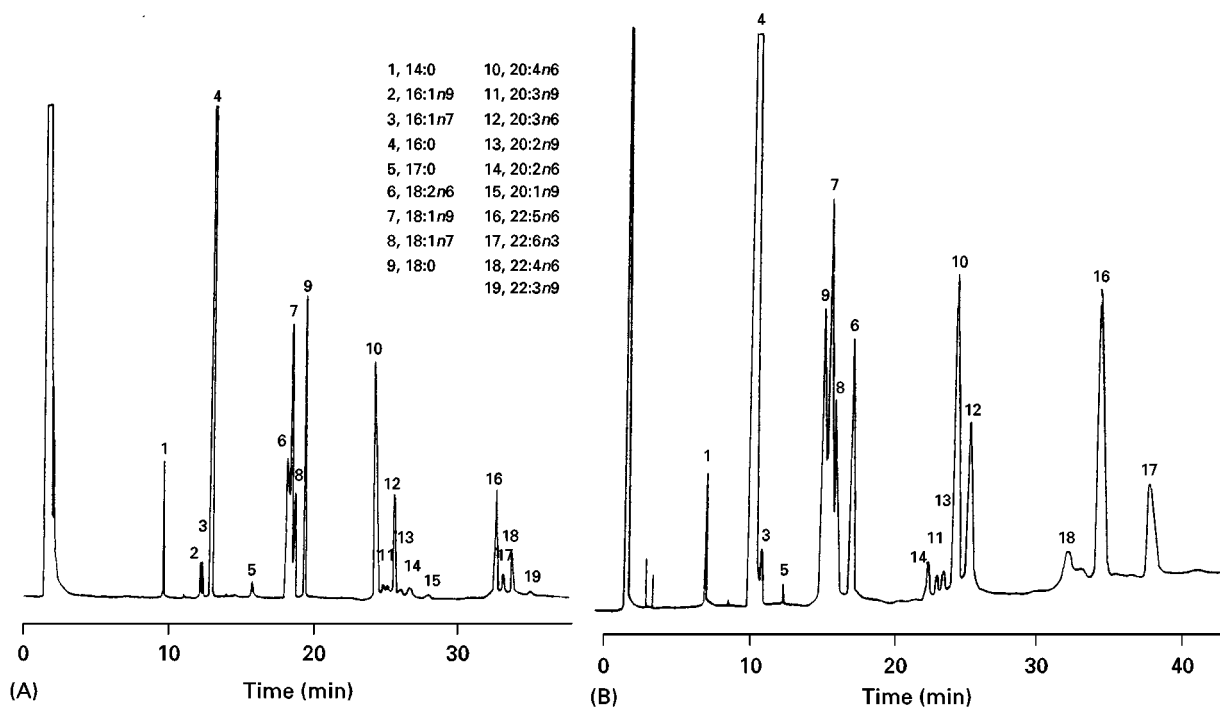 4
1, 14:0 10, 20:4n6
2, 16:1n9 11, 20:3n9
3, 16:1n7 12, 20:3n6
4, 16:0 13, 20:2n9
5, 17:0 14, 20:2n6
6, 18:2n6 15, 20:1n9
7, 18:1n9 16, 22:5n6
8, 18:1n7 17, 22:6n3
9, 18:0 18, 22:4n6
19, 22:3n9
1
2
3
5
6
7
8
9
10
11
12
13
14
15
16
17
18
19
0 10 20 30
(A) Time (min)
4
1
3
5
9
7
8
6
14
11
13
10
12
18
16
17
0 10 20 30 40
(B) Time (min)